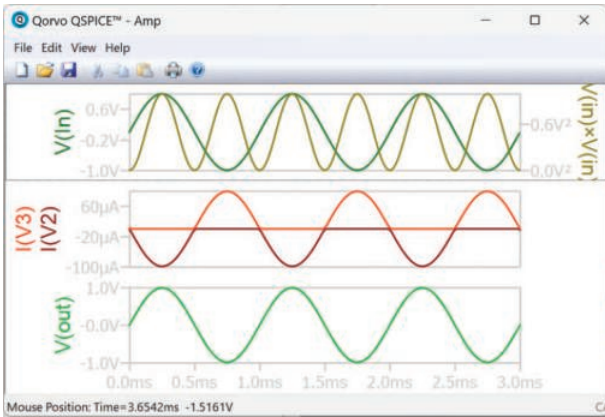 Qorvo QSPICE™ - Amp
File Edit View Help
V(In)
0.6V
-0.2V
-1.0V
0.6V²
0.0V²
V(in)×V(in)
I(V3)
I(V2)
60µA
-20µA
-100µA
V(out)
1.0V
-0.0V
-1.0V
0.0ms 0.5ms 1.0ms 1.5ms 2.0ms 2.5ms 3.0ms
Mouse Position: Time=3.6542ms -1.5161V